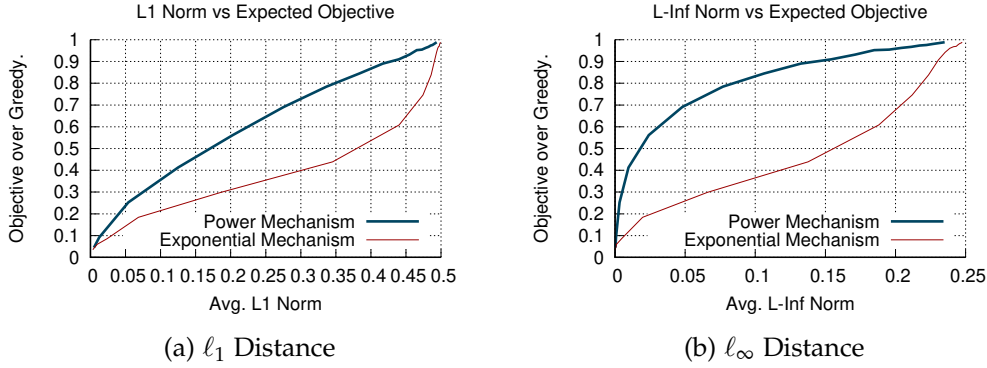 L1 Norm vs Expected Objective
Objective over Greedy.
1
0.9
0.8
0.7
0.6
0.5
0.4
0.3
0.2
0.1
0
Power Mechanism
Exponential Mechanism
0 0.05 0.1 0.15 0.2 0.25 0.3 0.35 0.4 0.45 0.5
Avg. L1 Norm
(a) ℓ1 Distance
L-Inf Norm vs Expected Objective
Objective over Greedy.
1
0.9
0.8
0.7
0.6
0.5
0.4
0.3
0.2
0.1
0
Power Mechanism
Exponential Mechanism
0 0.05 0.1 0.15 0.2 0.25
Avg. L-Inf Norm
(b) ℓ∞ Distance